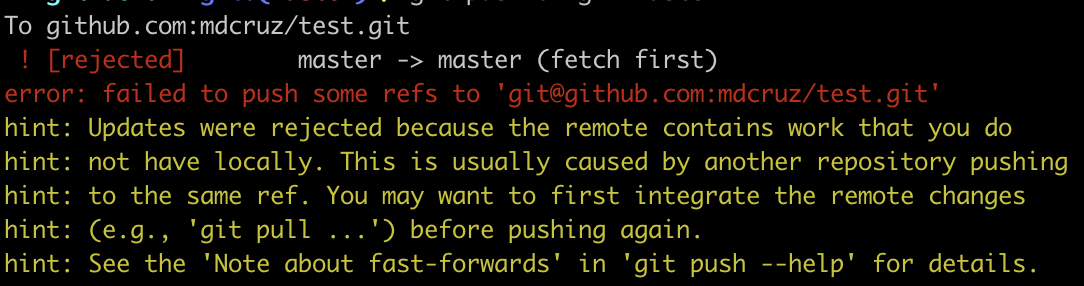 To github.com:mdcruz/test.git
! [rejected]        master -> master (fetch first)
error: failed to push some refs to 'git@github.com:mdcruz/test.git'
hint: Updates were rejected because the remote contains work that you do
hint: not have locally. This is usually caused by another repository pushing
hint: to the same ref. You may want to first integrate the remote changes
hint: (e.g., 'git pull ...') before pushing again.
hint: See the 'Note about fast-forwards' in 'git push --help' for details.